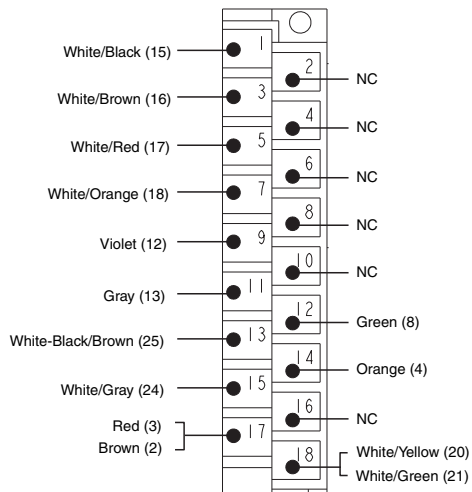 White/Black (15) 1
2 NC
White/Brown (16) 3
4 NC
White/Red (17) 5
6 NC
White/Orange (18) 7
8 NC
Violet (12) 9
10 NC
Gray (13) 11
12 Green (8)
White-Black/Brown (25) 13
14 Orange (4)
White/Gray (24) 15
16 NC
Red (3)
Brown (2)
17
18
White/Yellow (20)
White/Green (21)